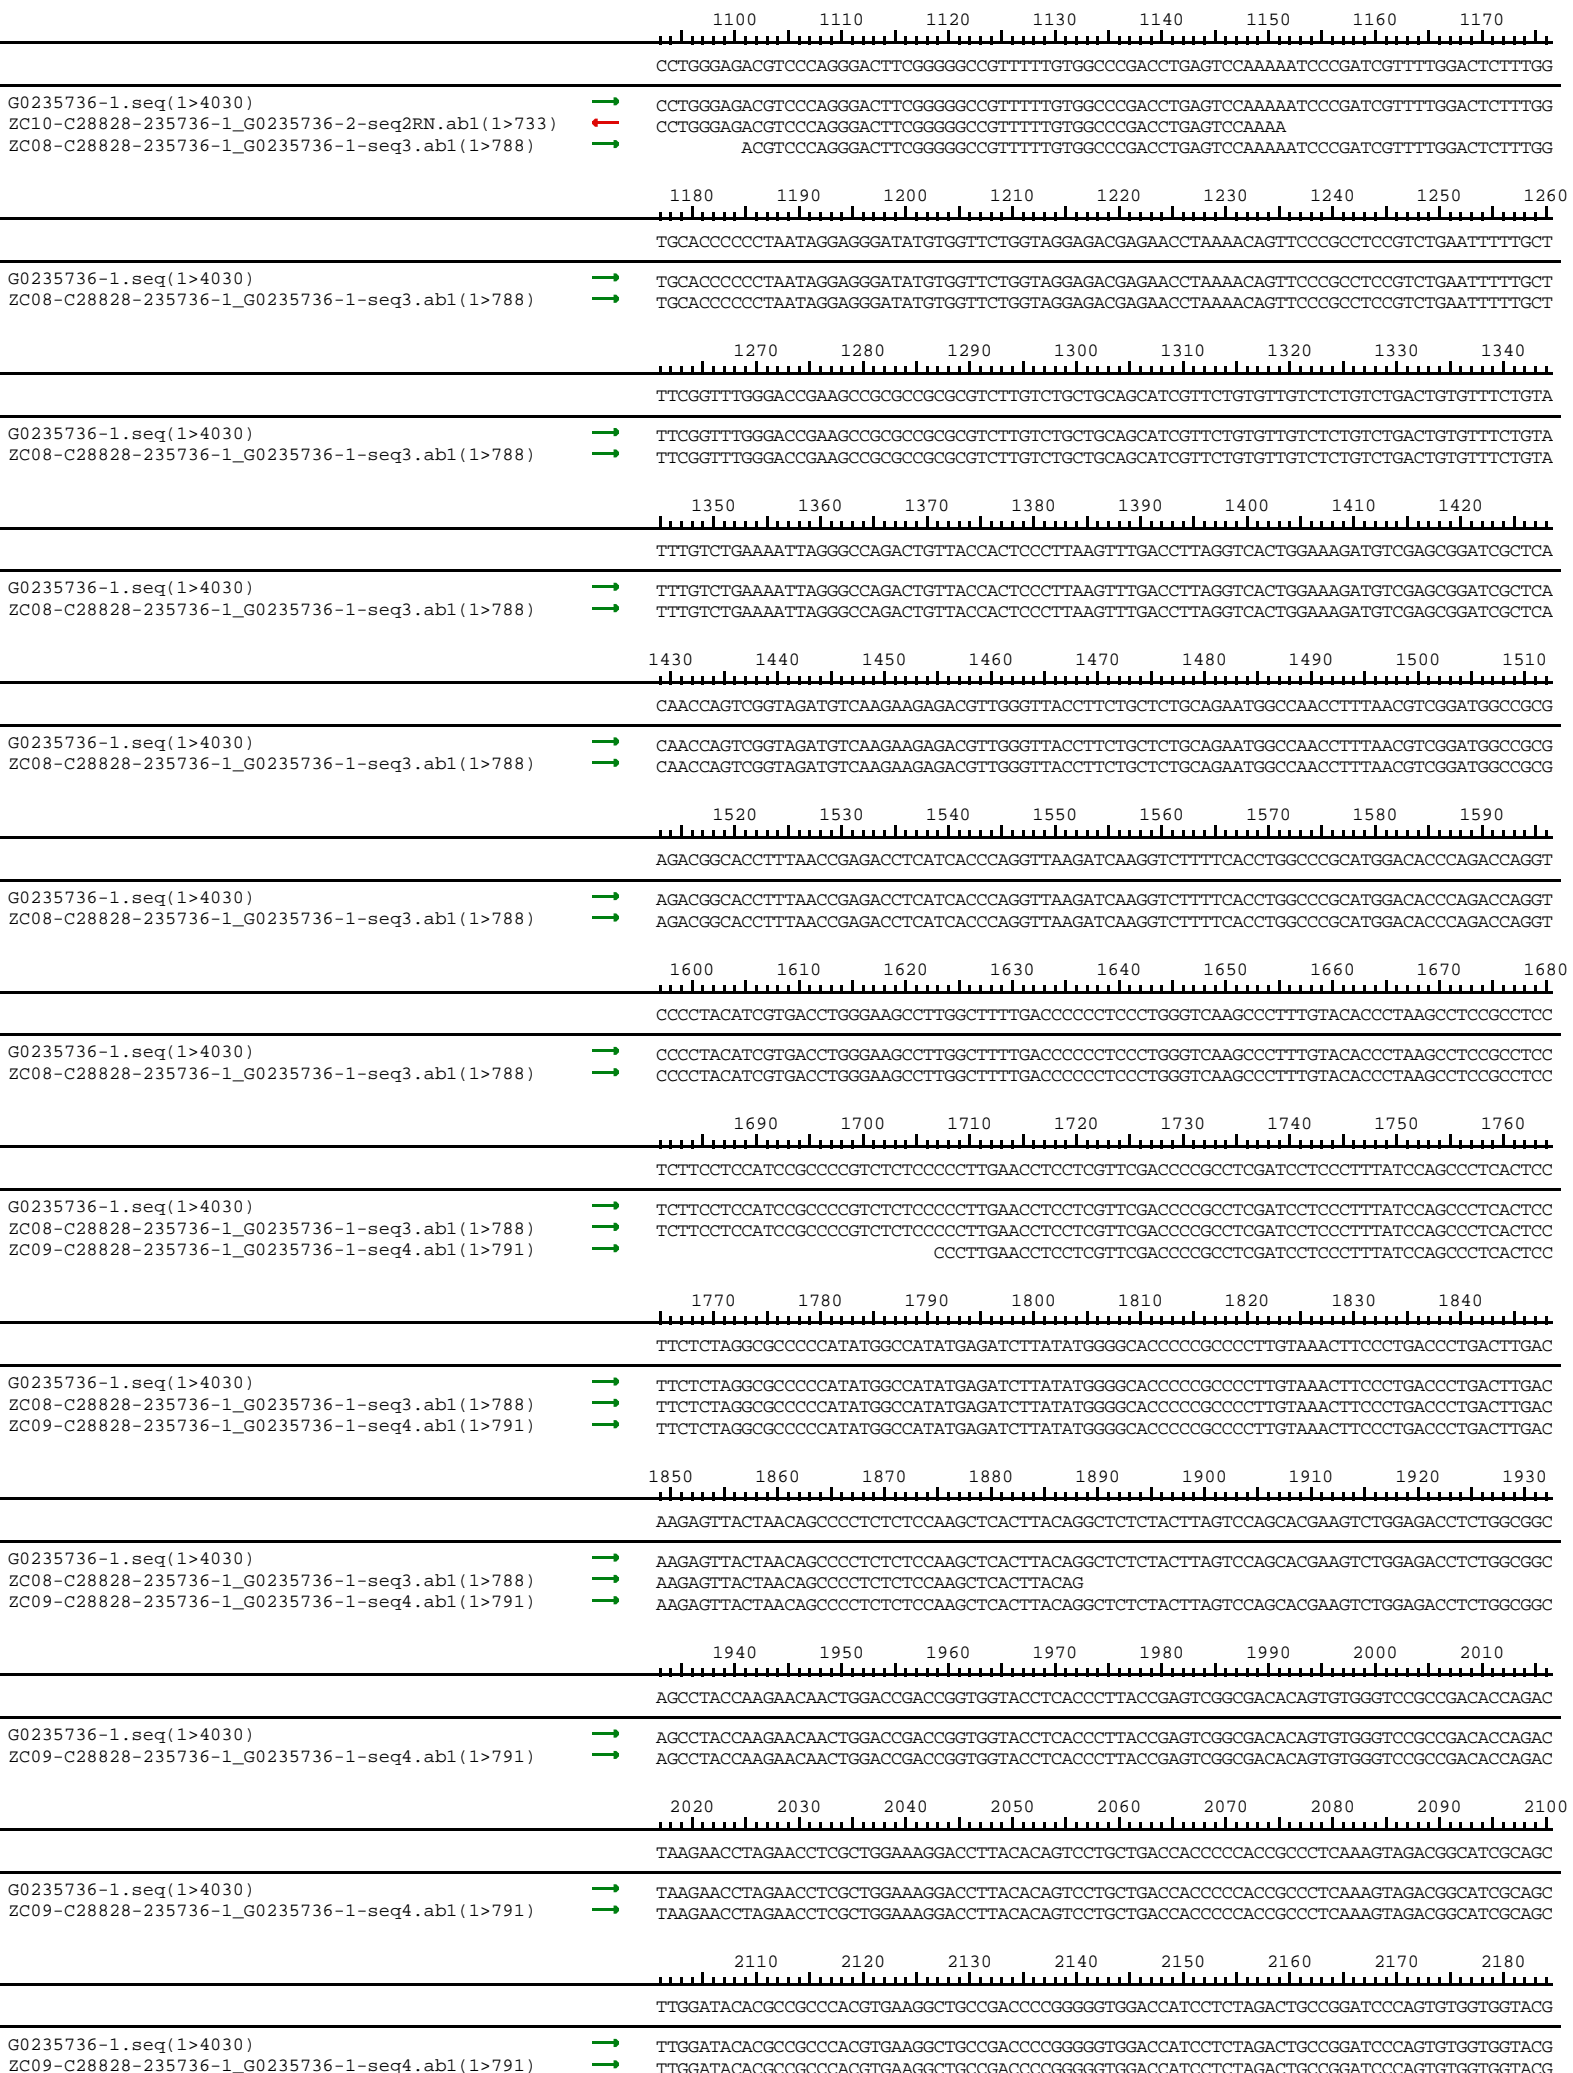 1100 1110 1120 1130 1140 1150 1160 1170
CCTGGGAGACGTCCCAGGGACTTCGGGGGCCGTTTTTGTGGCCCGACCTGAGTCCAAAAATCCCGATCGTTTTGGACTCTTTGG
G0235736-1.seq(1>4030) CCTGGGAGACGTCCCAGGGACTTCGGGGGCCGTTTTTGTGGCCCGACCTGAGTCCAAAAATCCCGATCGTTTTGGACTCTTTGG
ZC10-C28828-235736-1_G0235736-2-seq2RN.ab1(1>733) CCTGGGAGACGTCCCAGGGACTTCGGGGGCCGTTTTTGTGGCCCGACCTGAGTCCAAAA
ZC08-C28828-235736-1_G0235736-1-seq3.ab1(1>788) ACGTCCCAGGGACTTCGGGGGCCGTTTTTGTGGCCCGACCTGAGTCCAAAAATCCCGATCGTTTTGGACTCTTTGG
1180 1190 1200 1210 1220 1230 1240 1250 1260
TGCACCCCCCTAATAGGAGGGATATGTGGTTCTGGTAGGAGACGAGAACCTAAAACAGTTCCCGCCTCCGTCTGAATTTTTGCT
G0235736-1.seq(1>4030) TGCACCCCCCTAATAGGAGGGATATGTGGTTCTGGTAGGAGACGAGAACCTAAAACAGTTCCCGCCTCCGTCTGAATTTTTGCT
ZC08-C28828-235736-1_G0235736-1-seq3.ab1(1>788) TGCACCCCCCTAATAGGAGGGATATGTGGTTCTGGTAGGAGACGAGAACCTAAAACAGTTCCCGCCTCCGTCTGAATTTTTGCT
1270 1280 1290 1300 1310 1320 1330 1340
TTCGGTTTGGGACCGAAGCCGCGCCGCGCGTCTTGTCTGCTGCAGCATCGTTCTGTGTTGTCTCTGTCTGACTGTGTTTCTGTA
G0235736-1.seq(1>4030) TTCGGTTTGGGACCGAAGCCGCGCCGCGCGTCTTGTCTGCTGCAGCATCGTTCTGTGTTGTCTCTGTCTGACTGTGTTTCTGTA
ZC08-C28828-235736-1_G0235736-1-seq3.ab1(1>788) TTCGGTTTGGGACCGAAGCCGCGCCGCGCGTCTTGTCTGCTGCAGCATCGTTCTGTGTTGTCTCTGTCTGACTGTGTTTCTGTA
1350 1360 1370 1380 1390 1400 1410 1420
TTTGTCTGAAAATTAGGGCCAGACTGTTACCACTCCCTTAAGTTTGACCTTAGGTCACTGGAAAGATGTCGAGCGGATCGCTCA
G0235736-1.seq(1>4030) TTTGTCTGAAAATTAGGGCCAGACTGTTACCACTCCCTTAAGTTTGACCTTAGGTCACTGGAAAGATGTCGAGCGGATCGCTCA
ZC08-C28828-235736-1_G0235736-1-seq3.ab1(1>788) TTTGTCTGAAAATTAGGGCCAGACTGTTACCACTCCCTTAAGTTTGACCTTAGGTCACTGGAAAGATGTCGAGCGGATCGCTCA
1430 1440 1450 1460 1470 1480 1490 1500 1510
CAACCAGTCGGTAGATGTCAAGAAGAGACGTTGGGTTACCTTCTGCTCTGCAGAATGGCCAACCTTTAACGTCGGATGGCCGCG
G0235736-1.seq(1>4030) CAACCAGTCGGTAGATGTCAAGAAGAGACGTTGGGTTACCTTCTGCTCTGCAGAATGGCCAACCTTTAACGTCGGATGGCCGCG
ZC08-C28828-235736-1_G0235736-1-seq3.ab1(1>788) CAACCAGTCGGTAGATGTCAAGAAGAGACGTTGGGTTACCTTCTGCTCTGCAGAATGGCCAACCTTTAACGTCGGATGGCCGCG
1520 1530 1540 1550 1560 1570 1580 1590
AGACGGCACCTTTAACCGAGACCTCATCACCCAGGTTAAGATCAAGGTCTTTTCACCTGGCCCGCATGGACACCCAGACCAGGT
G0235736-1.seq(1>4030) AGACGGCACCTTTAACCGAGACCTCATCACCCAGGTTAAGATCAAGGTCTTTTCACCTGGCCCGCATGGACACCCAGACCAGGT
ZC08-C28828-235736-1_G0235736-1-seq3.ab1(1>788) AGACGGCACCTTTAACCGAGACCTCATCACCCAGGTTAAGATCAAGGTCTTTTCACCTGGCCCGCATGGACACCCAGACCAGGT
1600 1610 1620 1630 1640 1650 1660 1670 1680
CCCCTACATCGTGACCTGGGAAGCCTTGGCTTTTGACCCCCCTCCCTGGGTCAAGCCCTTTGTACACCCTAAGCCTCCGCCTCC
G0235736-1.seq(1>4030) CCCCTACATCGTGACCTGGGAAGCCTTGGCTTTTGACCCCCCTCCCTGGGTCAAGCCCTTTGTACACCCTAAGCCTCCGCCTCC
ZC08-C28828-235736-1_G0235736-1-seq3.ab1(1>788) CCCCTACATCGTGACCTGGGAAGCCTTGGCTTTTGACCCCCCTCCCTGGGTCAAGCCCTTTGTACACCCTAAGCCTCCGCCTCC
1690 1700 1710 1720 1730 1740 1750 1760
TCTTCCTCCATCCGCCCCGTCTCTCCCCCTTGAACCTCCTCGTTCGACCCCGCCTCGATCCTCCCTTTATCCAGCCCTCACTCC
G0235736-1.seq(1>4030) TCTTCCTCCATCCGCCCCGTCTCTCCCCCTTGAACCTCCTCGTTCGACCCCGCCTCGATCCTCCCTTTATCCAGCCCTCACTCC
ZC08-C28828-235736-1_G0235736-1-seq3.ab1(1>788) TCTTCCTCCATCCGCCCCGTCTCTCCCCCTTGAACCTCCTCGTTCGACCCCGCCTCGATCCTCCCTTTATCCAGCCCTCACTCC
ZC09-C28828-235736-1_G0235736-1-seq4.ab1(1>791) CCCTTGAACCTCCTCGTTCGACCCCGCCTCGATCCTCCCTTTATCCAGCCCTCACTCC
1770 1780 1790 1800 1810 1820 1830 1840
TTCTCTAGGCGCCCCCATATGGCCATATGAGATCTTATATGGGGCACCCCCGCCCCTTGTAAACTTCCCTGACCCTGACTTGAC
G0235736-1.seq(1>4030) TTCTCTAGGCGCCCCCATATGGCCATATGAGATCTTATATGGGGCACCCCCGCCCCTTGTAAACTTCCCTGACCCTGACTTGAC
ZC08-C28828-235736-1_G0235736-1-seq3.ab1(1>788) TTCTCTAGGCGCCCCCATATGGCCATATGAGATCTTATATGGGGCACCCCCGCCCCTTGTAAACTTCCCTGACCCTGACTTGAC
ZC09-C28828-235736-1_G0235736-1-seq4.ab1(1>791) TTCTCTAGGCGCCCCCATATGGCCATATGAGATCTTATATGGGGCACCCCCGCCCCTTGTAAACTTCCCTGACCCTGACTTGAC
1850 1860 1870 1880 1890 1900 1910 1920 1930
AAGAGTTACTAACAGCCCCTCTCTCCAAGCTCACTTACAGGCTCTCTACTTAGTCCAGCACGAAGTCTGGAGACCTCTGGCGGC
G0235736-1.seq(1>4030) AAGAGTTACTAACAGCCCCTCTCTCCAAGCTCACTTACAGGCTCTCTACTTAGTCCAGCACGAAGTCTGGAGACCTCTGGCGGC
ZC08-C28828-235736-1_G0235736-1-seq3.ab1(1>788) AAGAGTTACTAACAGCCCCTCTCTCCAAGCTCACTTACAG
ZC09-C28828-235736-1_G0235736-1-seq4.ab1(1>791) AAGAGTTACTAACAGCCCCTCTCTCCAAGCTCACTTACAGGCTCTCTACTTAGTCCAGCACGAAGTCTGGAGACCTCTGGCGGC
1940 1950 1960 1970 1980 1990 2000 2010
AGCCTACCAAGAACAACTGGACCGACCGGTGGTACCTCACCCTTACCGAGTCGGCGACACAGTGTGGGTCCGCCGACACCAGAC
G0235736-1.seq(1>4030) AGCCTACCAAGAACAACTGGACCGACCGGTGGTACCTCACCCTTACCGAGTCGGCGACACAGTGTGGGTCCGCCGACACCAGAC
ZC09-C28828-235736-1_G0235736-1-seq4.ab1(1>791) AGCCTACCAAGAACAACTGGACCGACCGGTGGTACCTCACCCTTACCGAGTCGGCGACACAGTGTGGGTCCGCCGACACCAGAC
2020 2030 2040 2050 2060 2070 2080 2090 2100
TAAGAACCTAGAACCTCGCTGGAAAGGACCTTACACAGTCCTGCTGACCACCCCCACCGCCCTCAAAGTAGACGGCATCGCAGC
G0235736-1.seq(1>4030) TAAGAACCTAGAACCTCGCTGGAAAGGACCTTACACAGTCCTGCTGACCACCCCCACCGCCCTCAAAGTAGACGGCATCGCAGC
ZC09-C28828-235736-1_G0235736-1-seq4.ab1(1>791) TAAGAACCTAGAACCTCGCTGGAAAGGACCTTACACAGTCCTGCTGACCACCCCCACCGCCCTCAAAGTAGACGGCATCGCAGC
2110 2120 2130 2140 2150 2160 2170 2180
TTGGATACACGCCGCCCACGTGAAGGCTGCCGACCCCGGGGGTGGACCATCCTCTAGACTGCCGGATCCCAGTGTGGTGGTACG
G0235736-1.seq(1>4030) TTGGATACACGCCGCCCACGTGAAGGCTGCCGACCCCGGGGGTGGACCATCCTCTAGACTGCCGGATCCCAGTGTGGTGGTACG
ZC09-C28828-235736-1_G0235736-1-seq4.ab1(1>791) TTGGATACACGCCGCCCACGTGAAGGCTGCCGACCCCGGGGGTGGACCATCCTCTAGACTGCCGGATCCCAGTGTGGTGGTACG